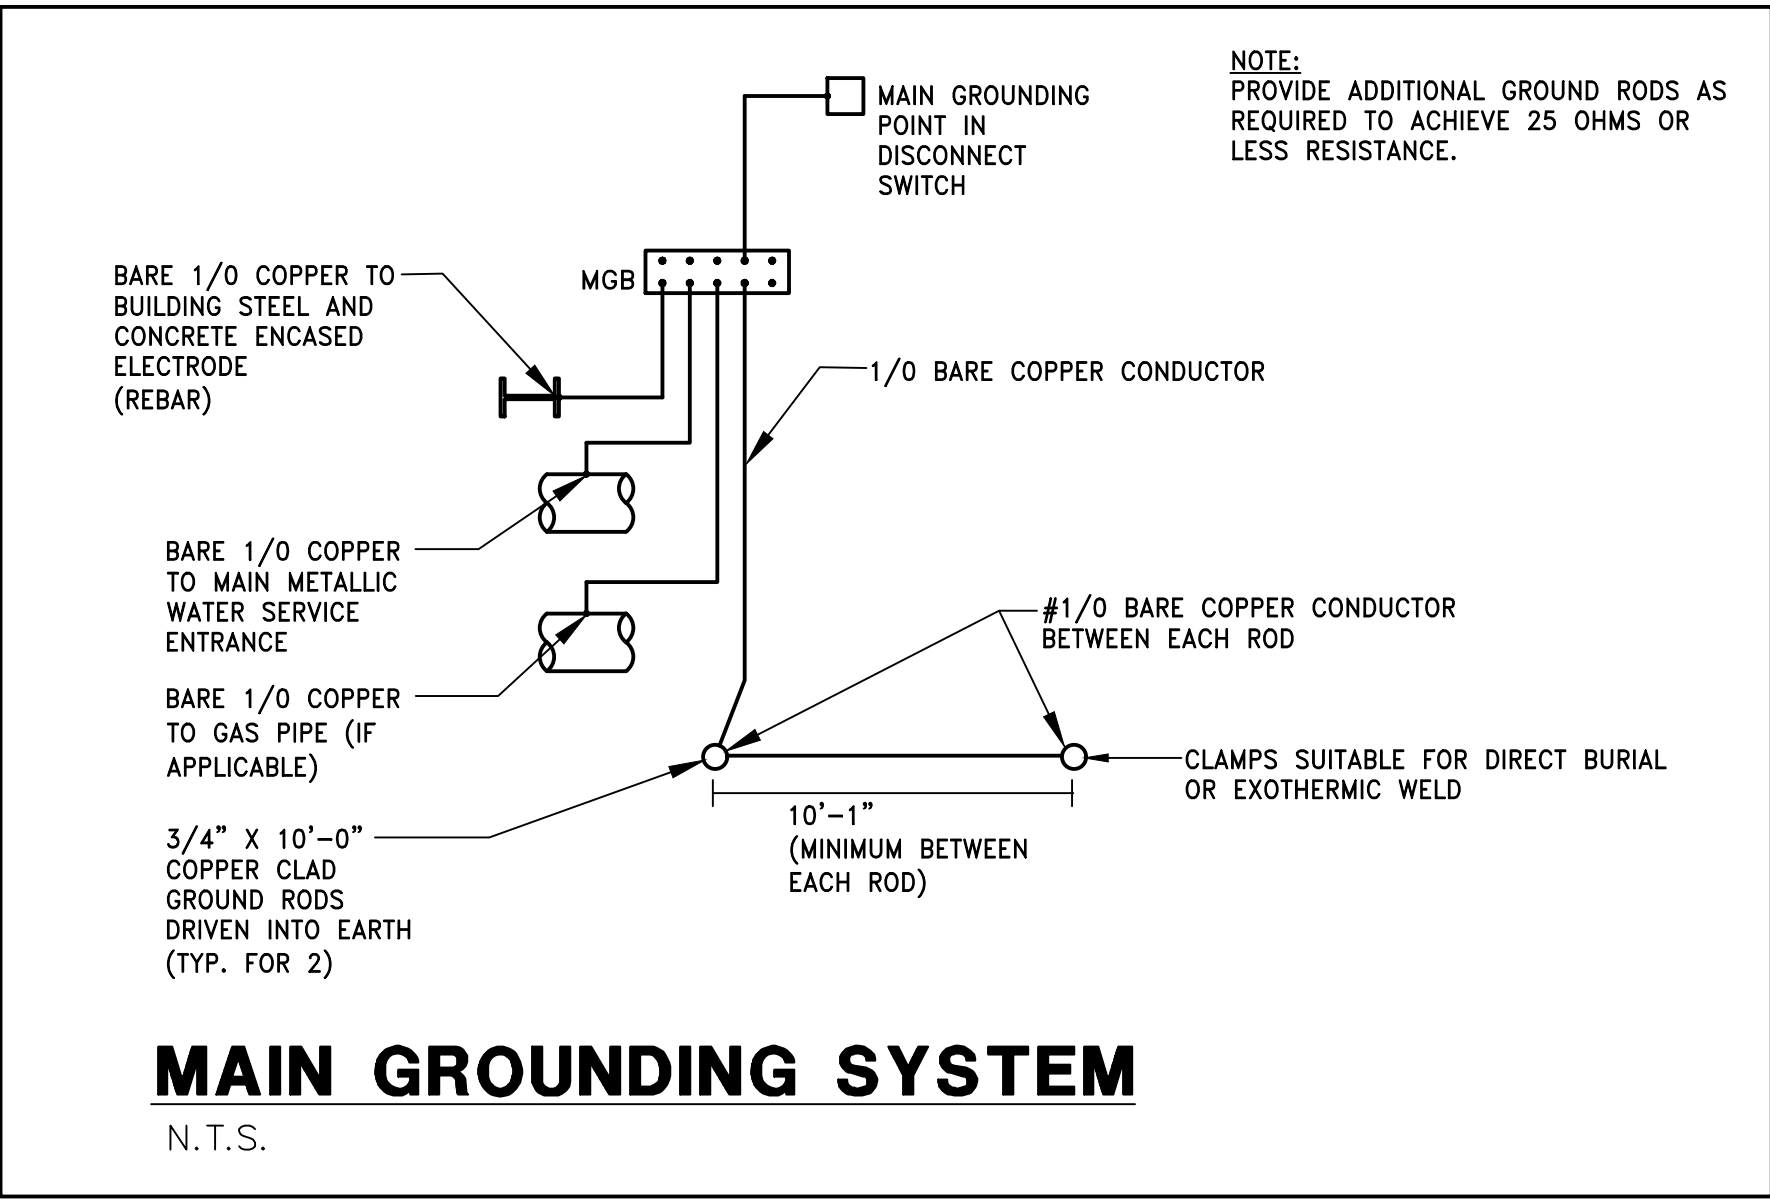 NOTE:
PROVIDE ADDITIONAL GROUND RODS AS
REQUIRED TO ACHIEVE 25 OHMS OR
LESS RESISTANCE.
MAIN GROUNDING
POINT IN
DISCONNECT
SWITCH
MGB
BARE 1/0 COPPER TO
BUILDING STEEL AND
CONCRETE ENCASED
ELECTRODE
(REBAR)
1/0 BARE COPPER CONDUCTOR
BARE 1/0 COPPER
TO MAIN METALLIC
WATER SERVICE
ENTRANCE
#1/0 BARE COPPER CONDUCTOR
BETWEEN EACH ROD
BARE 1/0 COPPER
TO GAS PIPE (IF
APPLICABLE)
CLAMPS SUITABLE FOR DIRECT BURIAL
OR EXOTHERMIC WELD
10'-1"
(MINIMUM BETWEEN
EACH ROD)
3/4" X 10'-0"
COPPER CLAD
GROUND RODS
DRIVEN INTO EARTH
(TYP. FOR 2)
MAIN GROUNDING SYSTEM
N.T.S.